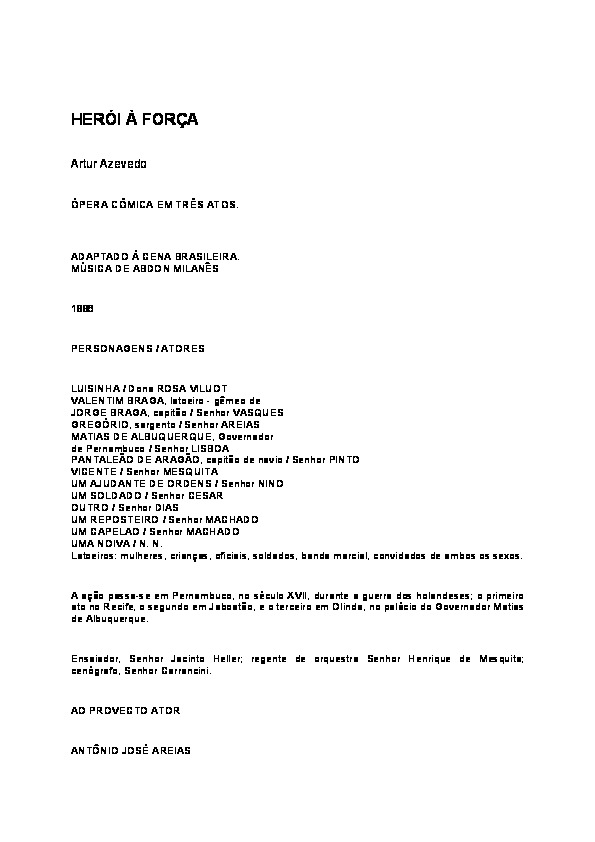 HERÓI À FORÇA
Artur Azevedo
ÓPERA CÔMICA EM TRÊS ATOS.
ADAPTADO À CENA BRASILEIRA.
MÚSICA DE ABDON MILANÊS
PERSONAGENS / ATORES
LUISINHA / Dona ROSA VILLIOT
VALENTIM BRAGA, latoeiro - gêmeo de
JORGE BRAGA, capitão / Senhor VASQUES
GREGÓRIO, sargento / Senhor AREIAS
MATIAS DE ALBUQUERQUE, Governador
de Pernambuco / Senhor LISBOA
PANTALEÃO DE ARAGÃO, capitão de navio / Senhor PINTO
VICENTE / Senhor MESQUITA
UM AJUDANTE DE ORDENS / Senhor NINO
UM SOLDADO / Senhor CESAR
OUTRO / Senhor DIAS
UM REPOSTEIRO / Senhor MACHADO
UM CAPELÃO / Senhor MACHADO
UMA NOIVA / N. N.
Latoeiros: mulheres, crianças, oficiais, soldados, banda marcial, convidados de ambos os sexos.
A ação passa-se em Pernambuco, no século XVII, durante a guerra dos holandeses; o primeiro
ato no Recife, o segundo em Jaboatão, e o terceiro em Olinda, no palácio do Governador Matias
de Albuquerque.
Ensaiador, Senhor Jacinto Heller; regente de orquestra Senhor Henrique de Mesquita;
cenógrafo, Senhor Carrancini.
AO PROVECTO ATOR
ANTÔNIO JOSÉ AREIAS